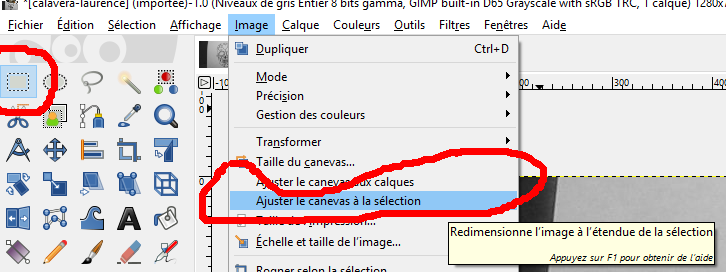 *[calavera-laurence] (importée)-1.0 (Niveaux de gris Entier 8 bits gamma, GIMP built-in D65 Grayscale with sRGB TRC, 1 calque) 1280x
Fichier Édition Sélection Affichage Image Calque Couleurs Outils Filtres Fenêtres Aide
Dupliquer Ctrl+D
Mode
Précision
Gestion des couleurs
Transformer
Taille du canevas...
Ajuster le canevas aux calques
Ajuster le canevas à la sélection
Taille de l'impression...
Échelle et taille de l'image...
Rogner selon la sélection
-10
300
400
Redimensionne l'image à l'étendue de la sélection
Appuyez sur F1 pour obtenir de l'aide